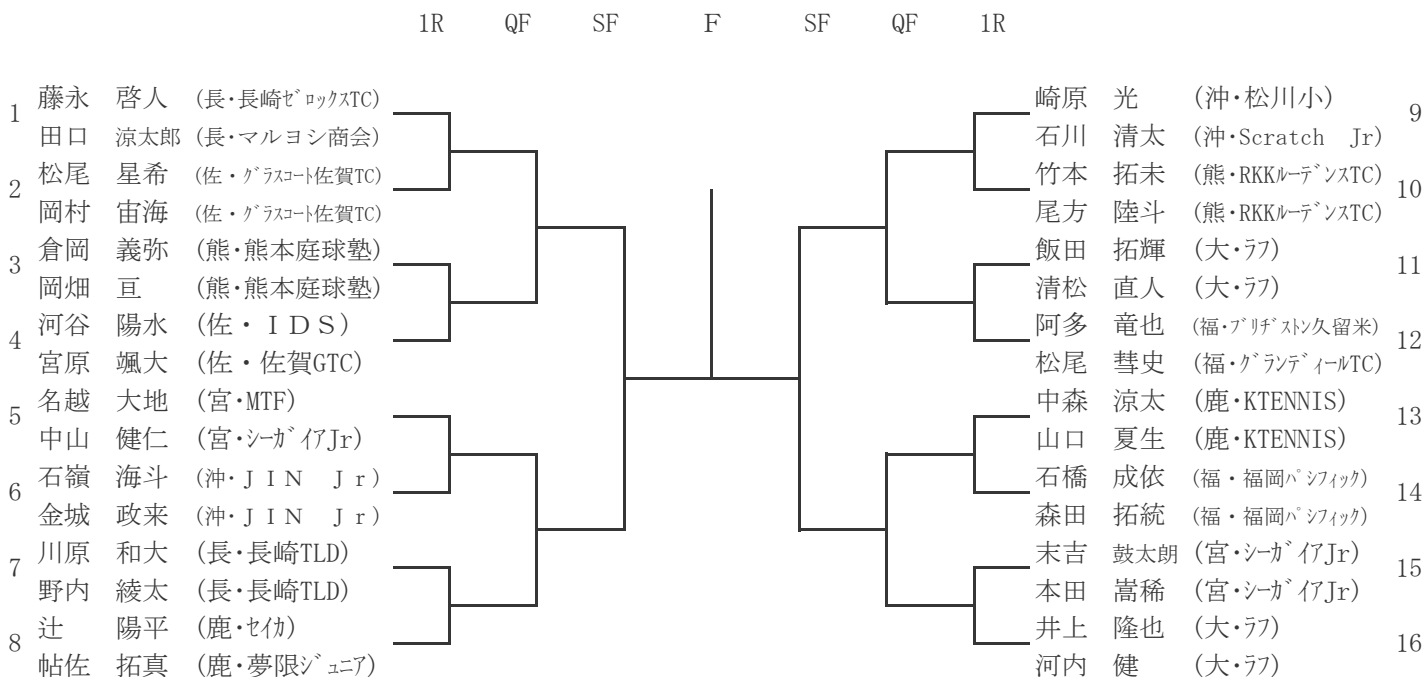 1R QF SF F SF QF 1R
1 藤永 啓人 (長・長崎ｾﾞﾛｯｸｽTC)
田口 涼太郎 (長・マルヨシ商会)
2 松尾 星希 (佐・ｸﾞﾗｽｺｰﾄ佐賀TC)
岡村 宙海 (佐・ｸﾞﾗｽｺｰﾄ佐賀TC)
3 倉岡 義弥 (熊・熊本庭球塾)
岡畑 亘 (熊・熊本庭球塾)
4 河谷 陽水 (佐・ＩＤＳ)
宮原 颯大 (佐・佐賀GTC)
5 名越 大地 (宮・MTF)
中山 健仁 (宮・ｼｰｶﾞｲｱJr)
6 石嶺 海斗 (沖・ＪＩＮ Ｊｒ)
金城 政来 (沖・ＪＩＮ Ｊｒ)
7 川原 和大 (長・長崎TLD)
野内 綾太 (長・長崎TLD)
8 辻 陽平 (鹿・ｾｲｶ)
帖佐 拓真 (鹿・夢限ｼﾞｭﾆｱ)
崎原 光 (沖・松川小) 9
石川 清太 (沖・Scratch Jr)
竹本 拓未 (熊・RKKﾙｰﾃﾞﾝｽTC) 10
尾方 陸斗 (熊・RKKﾙｰﾃﾞﾝｽTC)
飯田 拓輝 (大・ﾗﾌ) 11
清松 直人 (大・ﾗﾌ)
阿多 竜也 (福・ﾌﾞﾘﾁﾞｽﾄﾝ久留米) 12
松尾 彗史 (福・ｸﾞﾗﾝﾃﾞｨｰﾙTC)
中森 涼太 (鹿・KTENNIS) 13
山口 夏生 (鹿・KTENNIS)
石橋 成依 (福・福岡ﾊﾟｼﾌｨｯｸ) 14
森田 拓統 (福・福岡ﾊﾟｼﾌｨｯｸ)
末吉 鼓太朗 (宮・ｼｰｶﾞｲｱJr) 15
本田 嵩稀 (宮・ｼｰｶﾞｲｱJr)
井上 隆也 (大・ﾗﾌ) 16
河内 健 (大・ﾗﾌ)